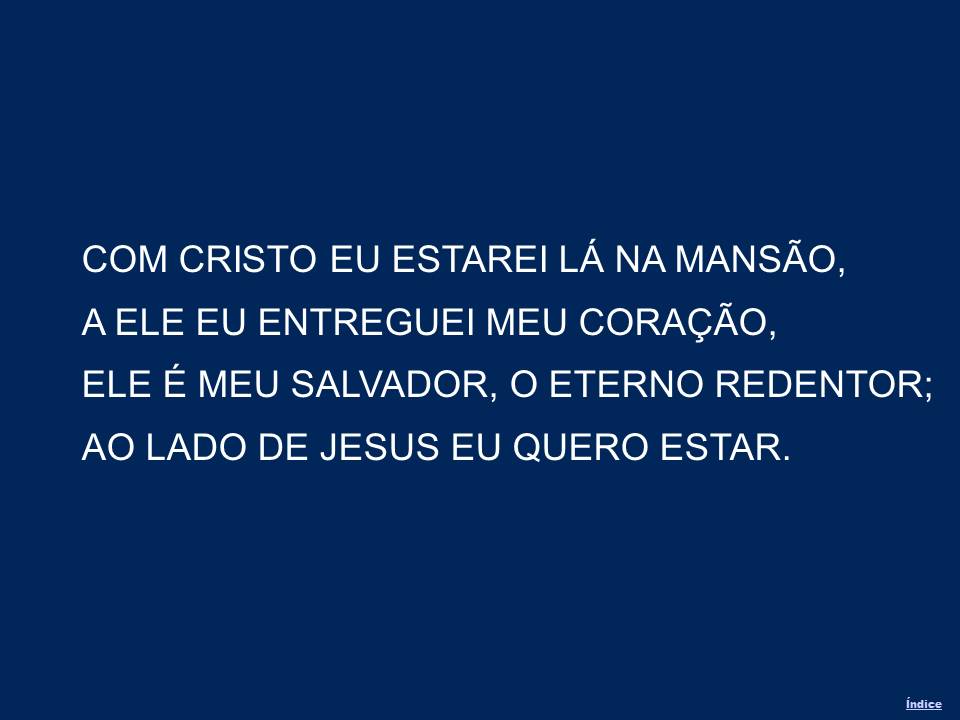 COM CRISTO EU ESTAREI LÁ NA MANSÃO,
A ELE EU ENTREGUEI MEU CORAÇÃO,
ELE É MEU SALVADOR, O ETERNO REDENTOR;
AO LADO DE JESUS EU QUERO ESTAR.
Índice